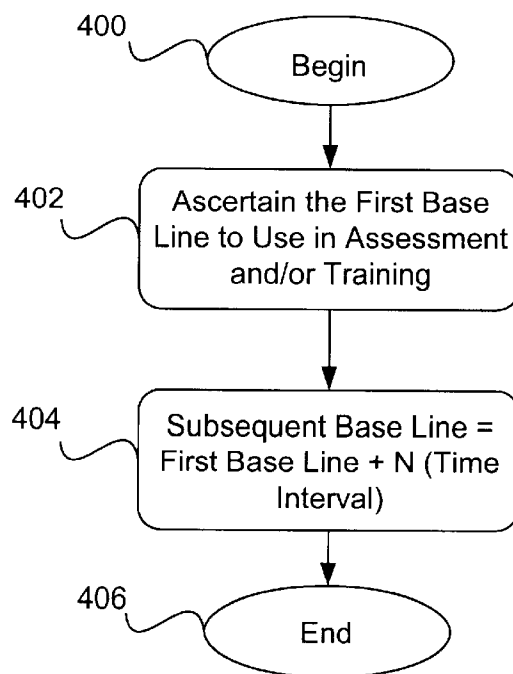 400
Begin
402
Ascertain the First Base
Line to Use in Assessment
and/or Training
404
Subsequent Base Line =
First Base Line + N (Time
Interval)
406
End